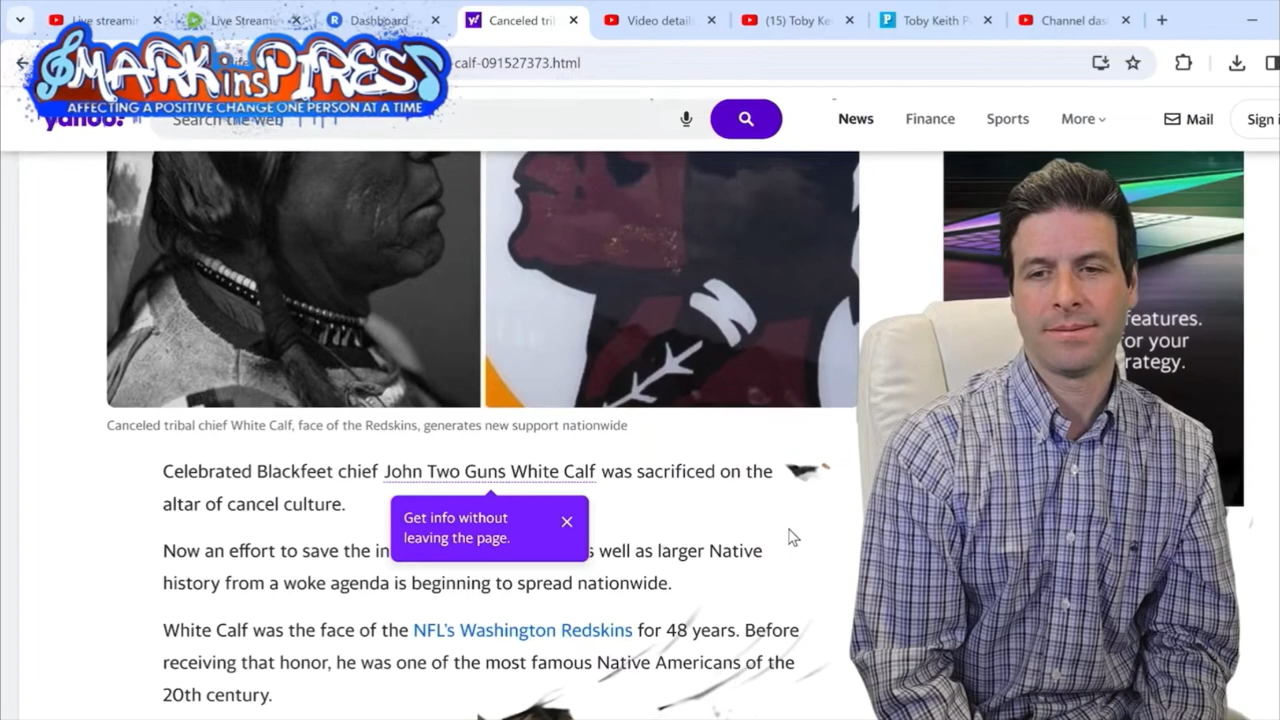 Live streamin
Live Stream
Dashboard
Canceled tri
Video detail
(15) Toby Ke
Toby Keith P
Channel das
MARKinsPIRES
AFFECTING A POSITIVE CHANGE ONE PERSON AT A TIME
-calf-091527373.html
yahoo!
Search the web
News
Finance
Sports
More
Mail
Sign i
features.
for your
rategy.
Canceled tribal chief White Calf, face of the Redskins, generates new support nationwide
Celebrated Blackfeet chief John Two Guns White Calf was sacrificed on the
altar of cancel culture.
Get info without
leaving the page.
Now an effort to save the in s well as larger Native
history from a woke agenda is beginning to spread nationwide.
White Calf was the face of the NFL's Washington Redskins for 48 years. Before
receiving that honor, he was one of the most famous Native Americans of the
20th century.